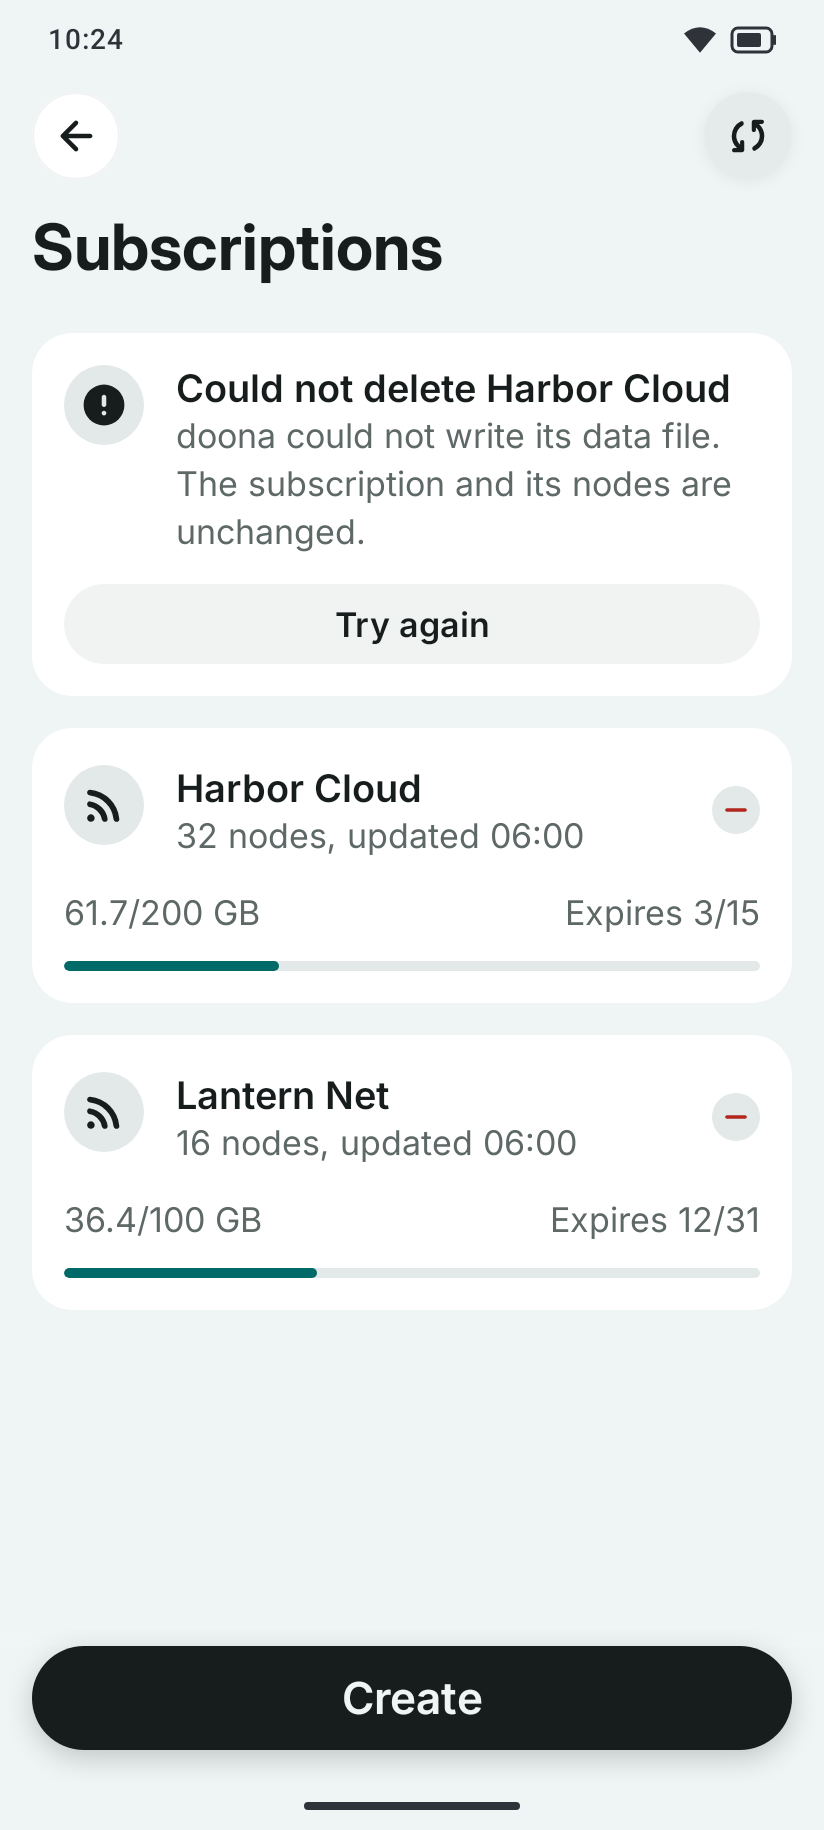 10:24
Subscriptions
Could not delete Harbor Cloud
doona could not write its data file.
The subscription and its nodes are
unchanged.
Try again
Harbor Cloud
32 nodes, updated 06:00
61.7/200 GB
Expires 3/15
Lantern Net
16 nodes, updated 06:00
36.4/100 GB
Expires 12/31
Create